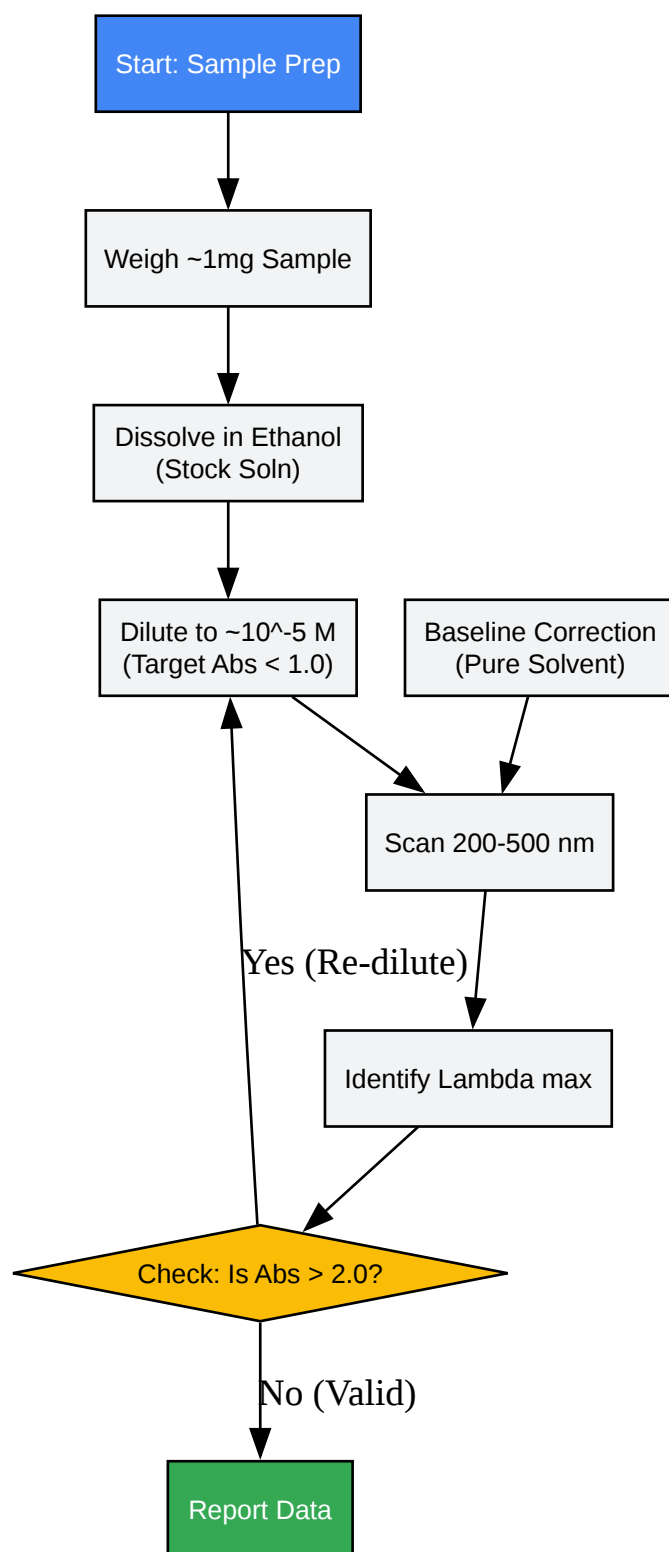 Start: Sample Prep
Weigh ~1mg Sample
Dissolve in Ethanol
(Stock Soln)
Dilute to ~10^-5 M
(Target Abs < 1.0)
Baseline Correction
(Pure Solvent)
Scan 200-500 nm
Yes (Re-dilute)
Identify Lambda max
Check: Is Abs > 2.0?
No (Valid)
Report Data